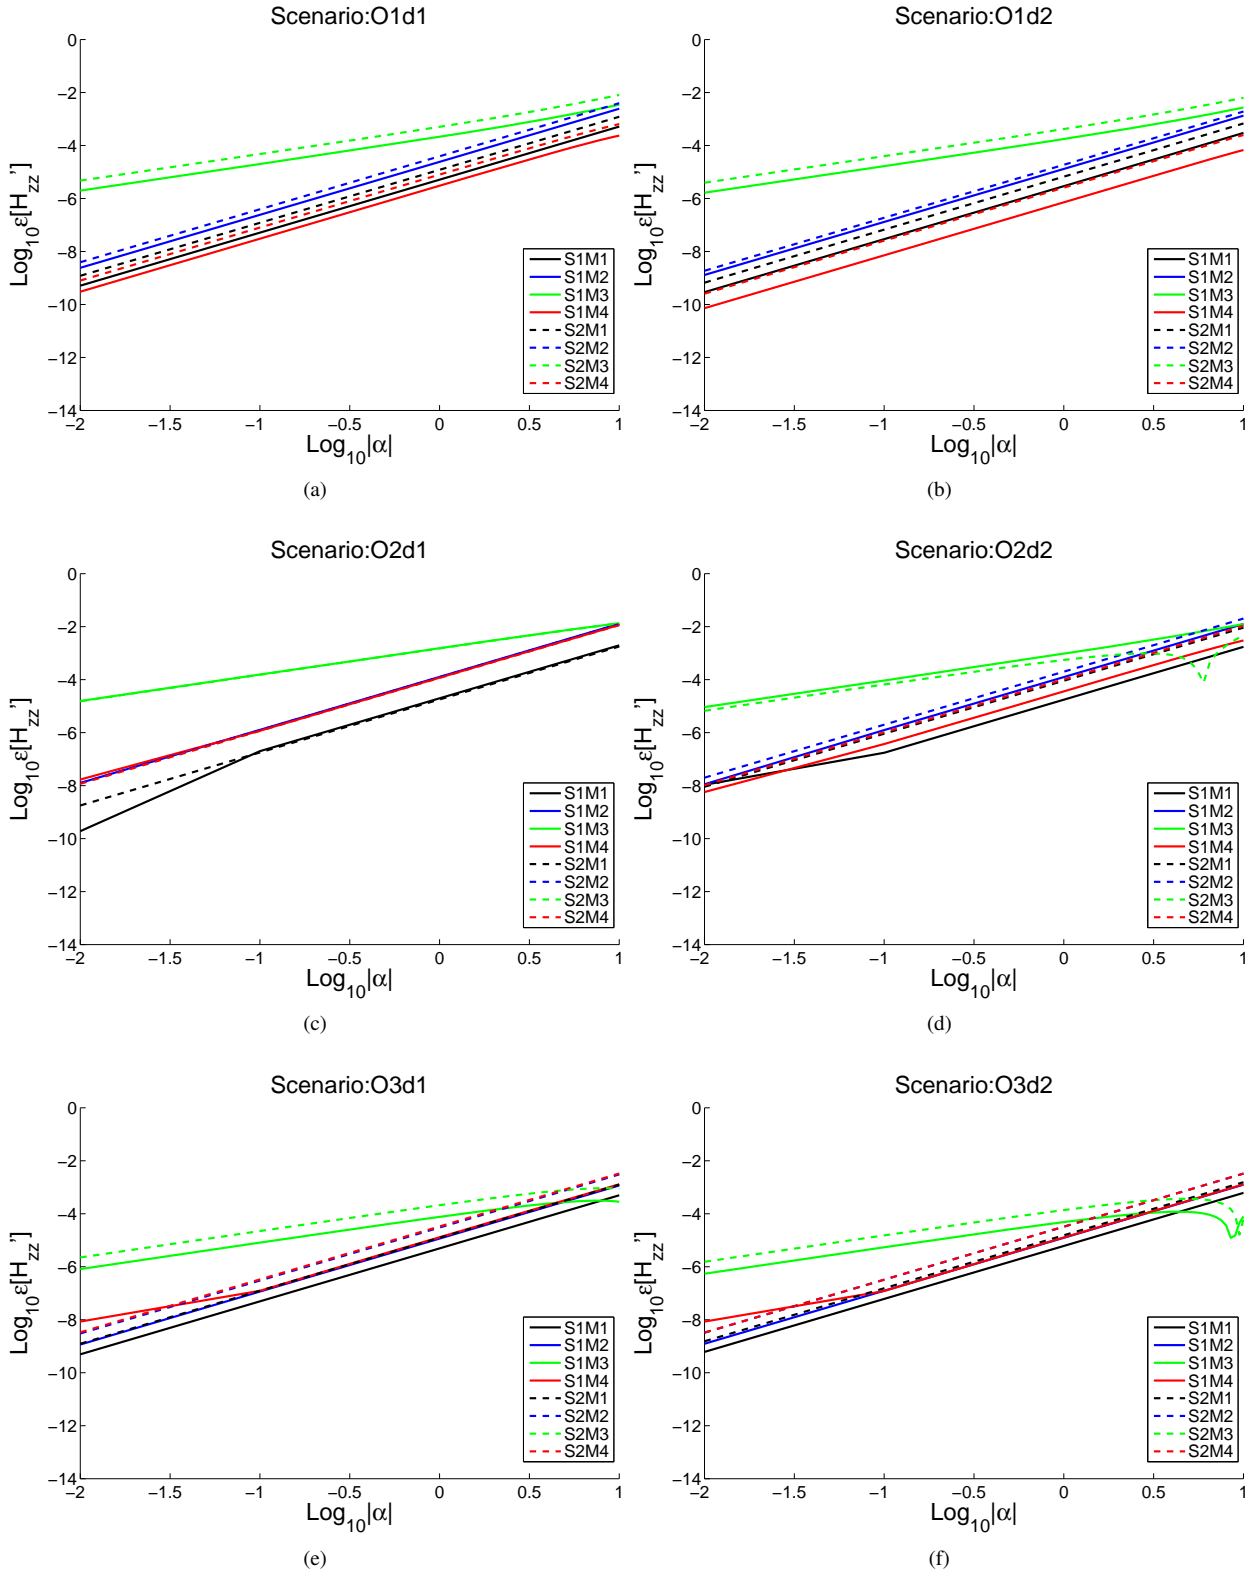 Scenario:O1d1
Log10ε[Hzz']
0
−2
−4
−6
−8
−10
−12
−14
S1M1
S1M2
S1M3
S1M4
S2M1
S2M2
S2M3
S2M4
−2 −1.5 −1 −0.5 0 0.5 1
Log10|α|
(a)
Scenario:O1d2
Log10ε[Hzz']
0
−2
−4
−6
−8
−10
−12
−14
S1M1
S1M2
S1M3
S1M4
S2M1
S2M2
S2M3
S2M4
−2 −1.5 −1 −0.5 0 0.5 1
Log10|α|
(b)
Scenario:O2d1
Log10ε[Hzz']
0
−2
−4
−6
−8
−10
−12
−14
S1M1
S1M2
S1M3
S1M4
S2M1
S2M2
S2M3
S2M4
−2 −1.5 −1 −0.5 0 0.5 1
Log10|α|
(c)
Scenario:O2d2
Log10ε[Hzz']
0
−2
−4
−6
−8
−10
−12
−14
S1M1
S1M2
S1M3
S1M4
S2M1
S2M2
S2M3
S2M4
−2 −1.5 −1 −0.5 0 0.5 1
Log10|α|
(d)
Scenario:O3d1
Log10ε[Hzz']
0
−2
−4
−6
−8
−10
−12
−14
S1M1
S1M2
S1M3
S1M4
S2M1
S2M2
S2M3
S2M4
−2 −1.5 −1 −0.5 0 0.5 1
Log10|α|
(e)
Scenario:O3d2
Log10ε[Hzz']
0
−2
−4
−6
−8
−10
−12
−14
S1M1
S1M2
S1M3
S1M4
S2M1
S2M2
S2M3
S2M4
−2 −1.5 −1 −0.5 0 0.5 1
Log10|α|
(f)